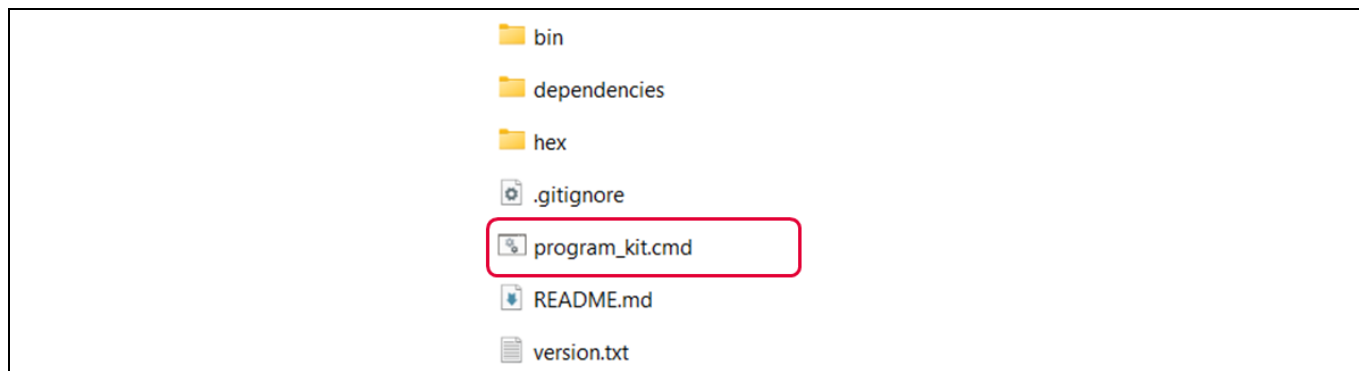 bin
dependencies
hex
.gitignore
program_kit.cmd
README.md
version.txt